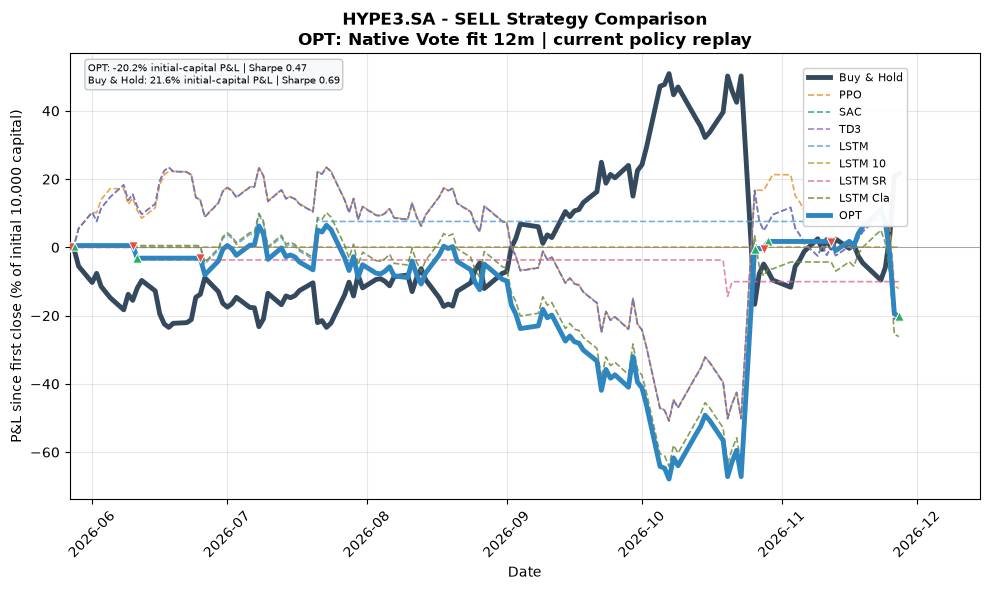 HYPE3.SA - SELL Strategy Comparison
OPT: Native Vote fit 12m | current policy replay
OPT: -20.2% initial-capital P&L | Sharpe 0.47
Buy & Hold: 21.6% initial-capital P&L | Sharpe 0.69
Buy & Hold
PPO
SAC
TD3
LSTM
LSTM 10
LSTM SR
LSTM Cla
OPT
P&L since first close (% of initial 10,000 capital)
40
20
0
−20
−40
−60
2026-06
2026-07
2026-08
2026-09
2026-10
2026-11
2026-12
Date